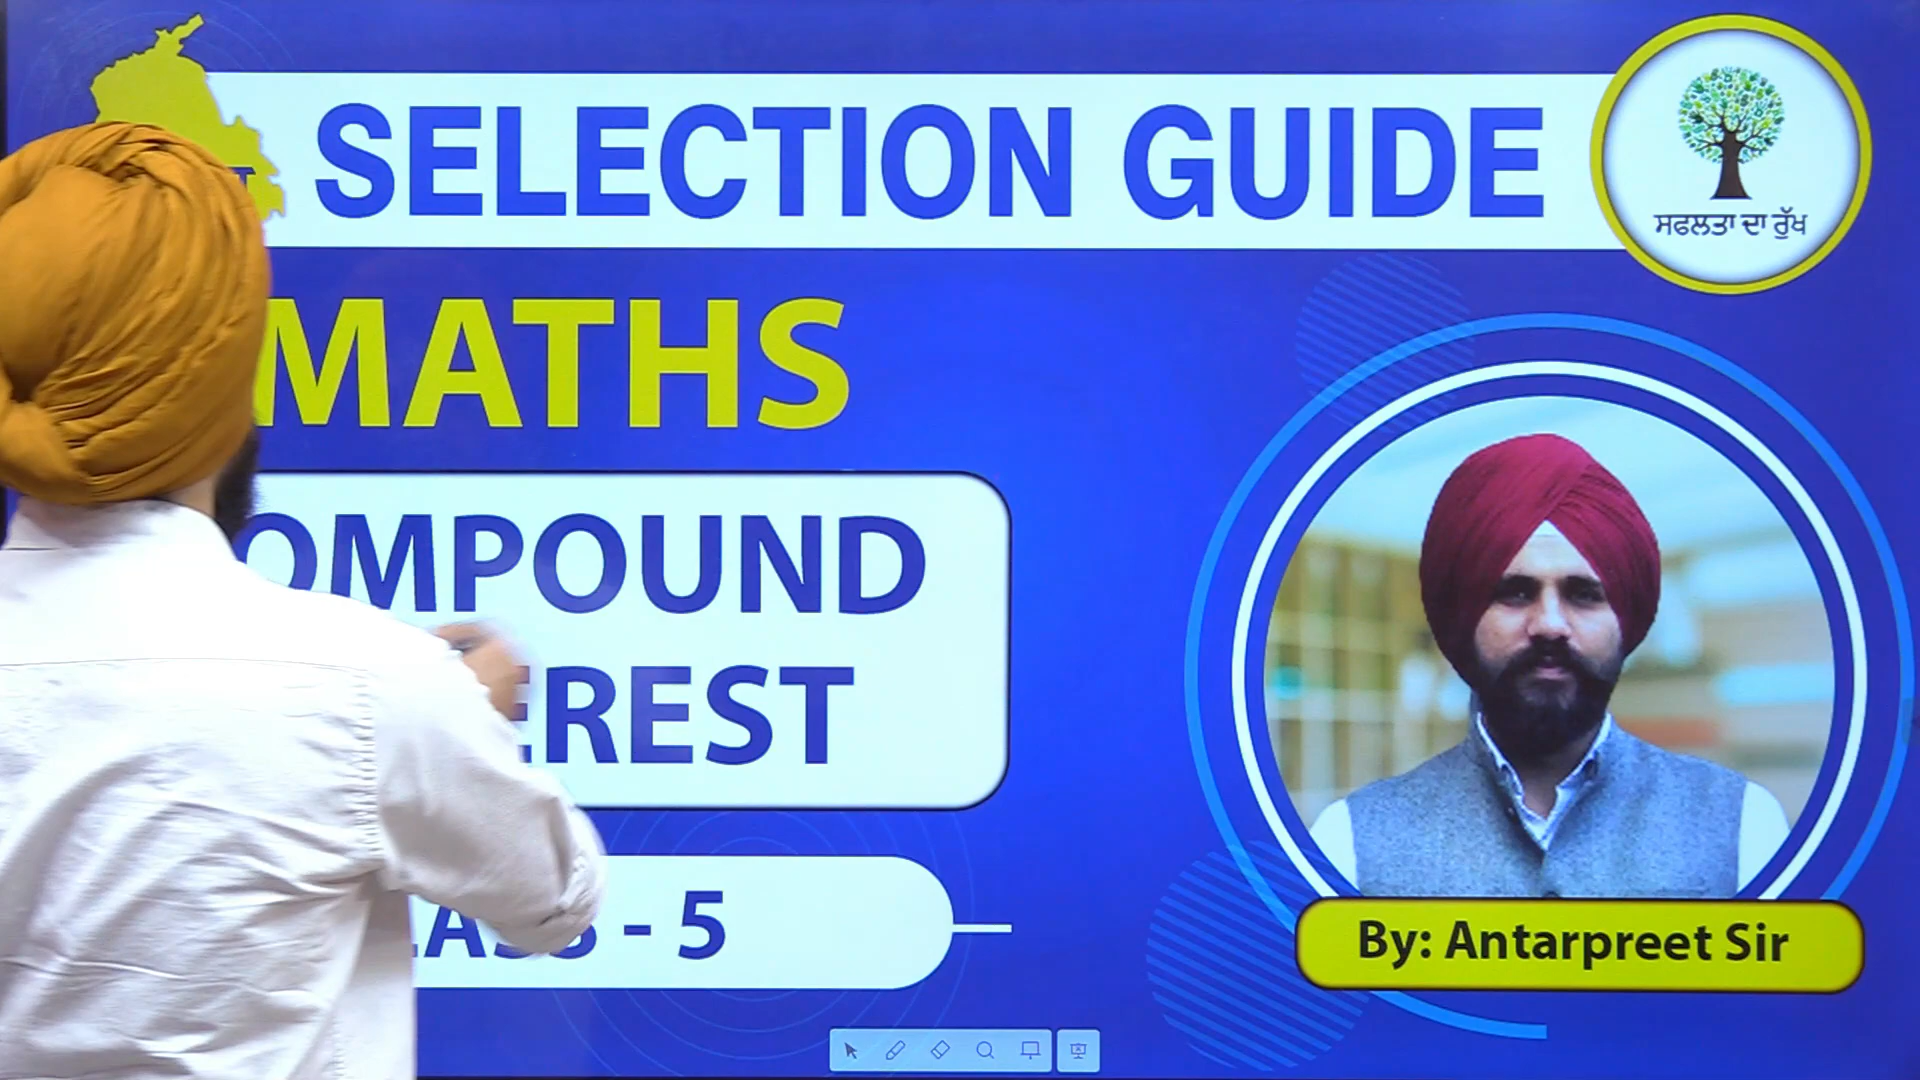 SELECTION GUIDE
ਸਫਲਤਾ ਦਾ ਰੁੱਖ
MATHS
OMPOUND
EREST
- 5
By: Antarpreet Sir